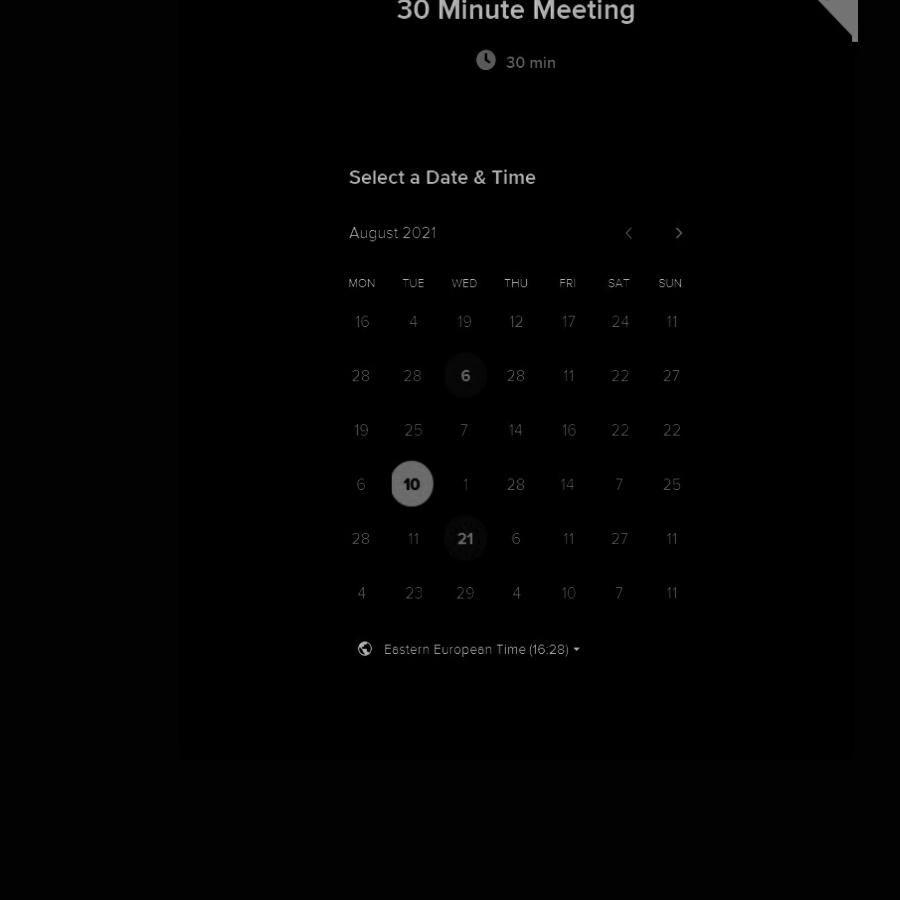 30 Minute Meeting
30 min
Select a Date & Time
August 2021
MON TUE WED THU FRI SAT SUN
16 4 19 12 17 24 11
28 28 6 28 11 22 27
19 25 7 14 16 22 22
6 10 1 28 14 7 25
28 11 21 6 11 27 11
4 23 29 4 10 7 11
Eastern European Time (16:28)